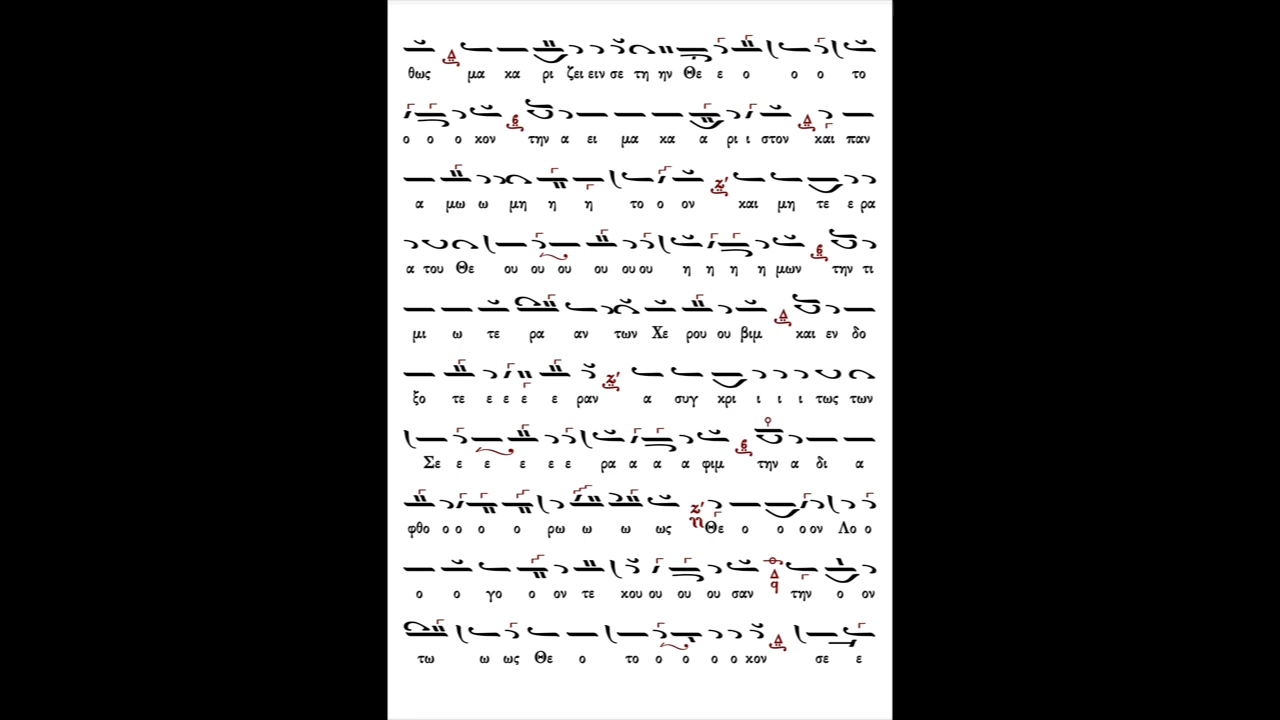 θως μα κα ρι ζει ειν σε τη ην Θε ε ο ο ο το
ο ο ο κον την α ει μα κα α ρι ι στον και παν
α μω ω μη η η το ο ον και μη τε ε ρα
α του Θε ου ου ου ου ου ου η η η η μων την τι
μι ω τε ρα αν των Χε ρου ου βιμ και εν δο
ξο τε ε ε ε ε ραν α συγ κρι ι ι ι τως των
Σε ε ε ε ε ε ρα α α α φιμ την α δι α
φθο ο ο ο ο ρω ω ω ως Θε ο ο ο ον Λο ο
ο ο γο ο ον τε κου ου ου ου σαν την ο ον
τω ω ως Θε ο το ο ο ο ο κον σε ε